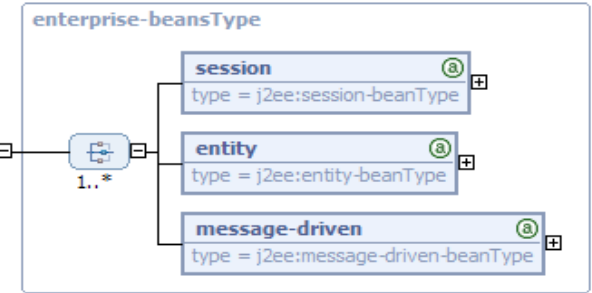 enterprise-beansType
session
type = j2ee:session-beanType
entity
type = j2ee:entity-beanType
1..*
message-driven
type = j2ee:message-driven-beanType